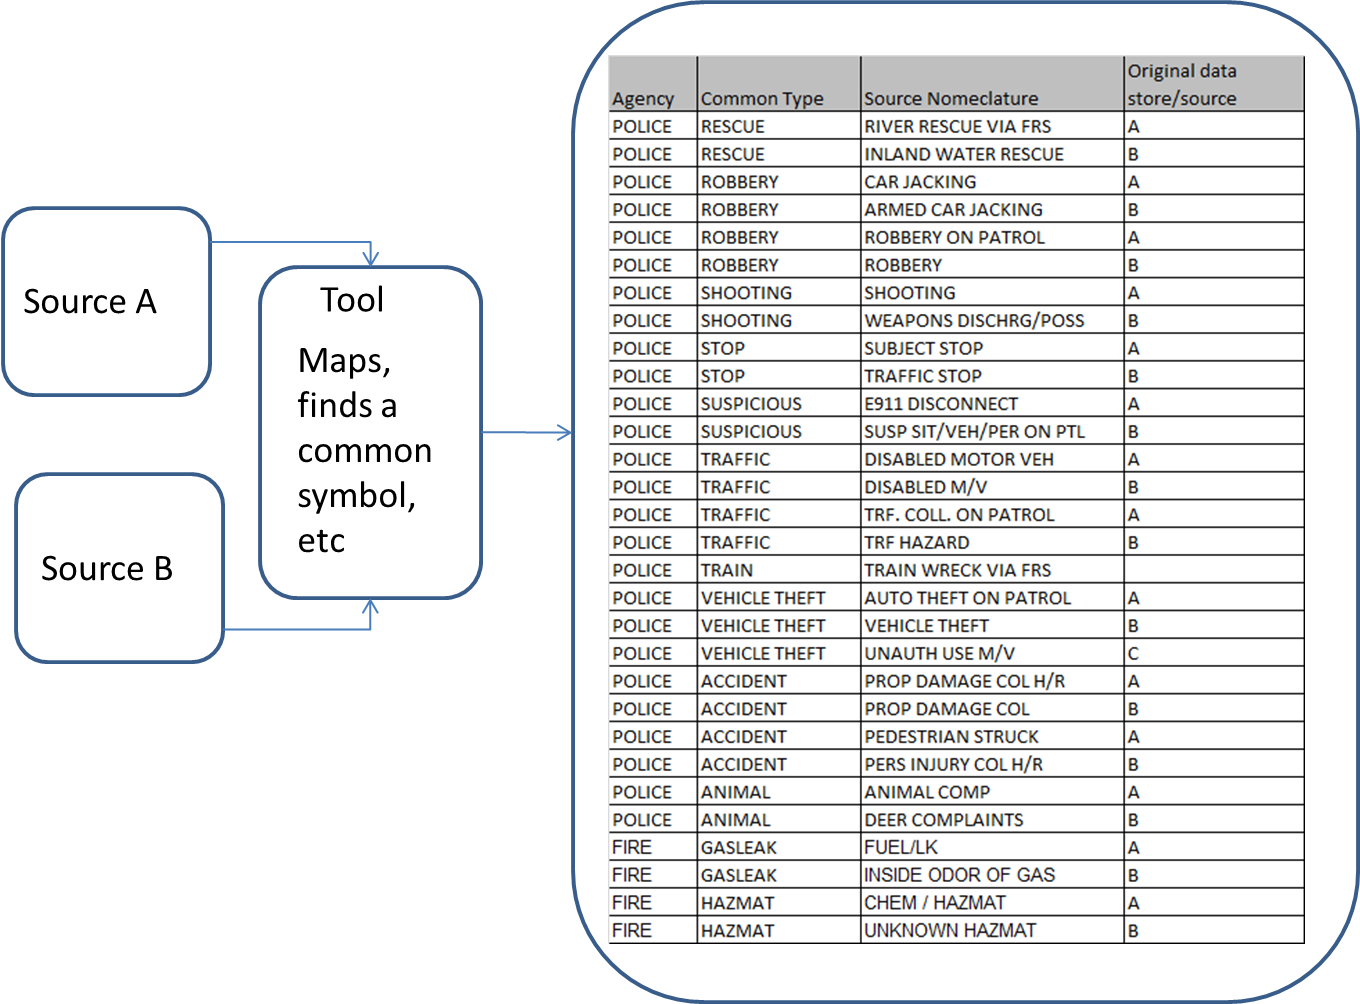 Source A
Source B
Tool
Maps,
finds a
common
symbol,
etc
Original data
Agency Common Type Source Nomeclature store/source
POLICE RESCUE RIVER RESCUE VIA FRS A
POLICE RESCUE INLAND WATER RESCUE B
POLICE ROBBERY CAR JACKING A
POLICE ROBBERY ARMED CAR JACKING B
POLICE ROBBERY ROBBERY ON PATROL A
POLICE ROBBERY ROBBERY B
POLICE SHOOTING SHOOTING A
POLICE SHOOTING WEAPONS DISCHRG/POSS B
POLICE STOP SUBJECT STOP A
POLICE STOP TRAFFIC STOP B
POLICE SUSPICIOUS E911 DISCONNECT A
POLICE SUSPICIOUS SUSP SIT/VEH/PER ON PTL B
POLICE TRAFFIC DISABLED MOTOR VEH A
POLICE TRAFFIC DISABLED M/V B
POLICE TRAFFIC TRF. COLL. ON PATROL A
POLICE TRAFFIC TRF HAZARD B
POLICE TRAIN TRAIN WRECK VIA FRS
POLICE VEHICLE THEFT AUTO THEFT ON PATROL A
POLICE VEHICLE THEFT VEHICLE THEFT B
POLICE VEHICLE THEFT UNAUTH USE M/V C
POLICE ACCIDENT PROP DAMAGE COL H/R A
POLICE ACCIDENT PROP DAMAGE COL B
POLICE ACCIDENT PEDESTRIAN STRUCK A
POLICE ACCIDENT PERS INJURY COL H/R B
POLICE ANIMAL ANIMAL COMP A
POLICE ANIMAL DEER COMPLAINTS B
FIRE GASLEAK FUEL/LK A
FIRE GASLEAK INSIDE ODOR OF GAS B
FIRE HAZMAT CHEM / HAZMAT A
FIRE HAZMAT UNKNOWN HAZMAT B